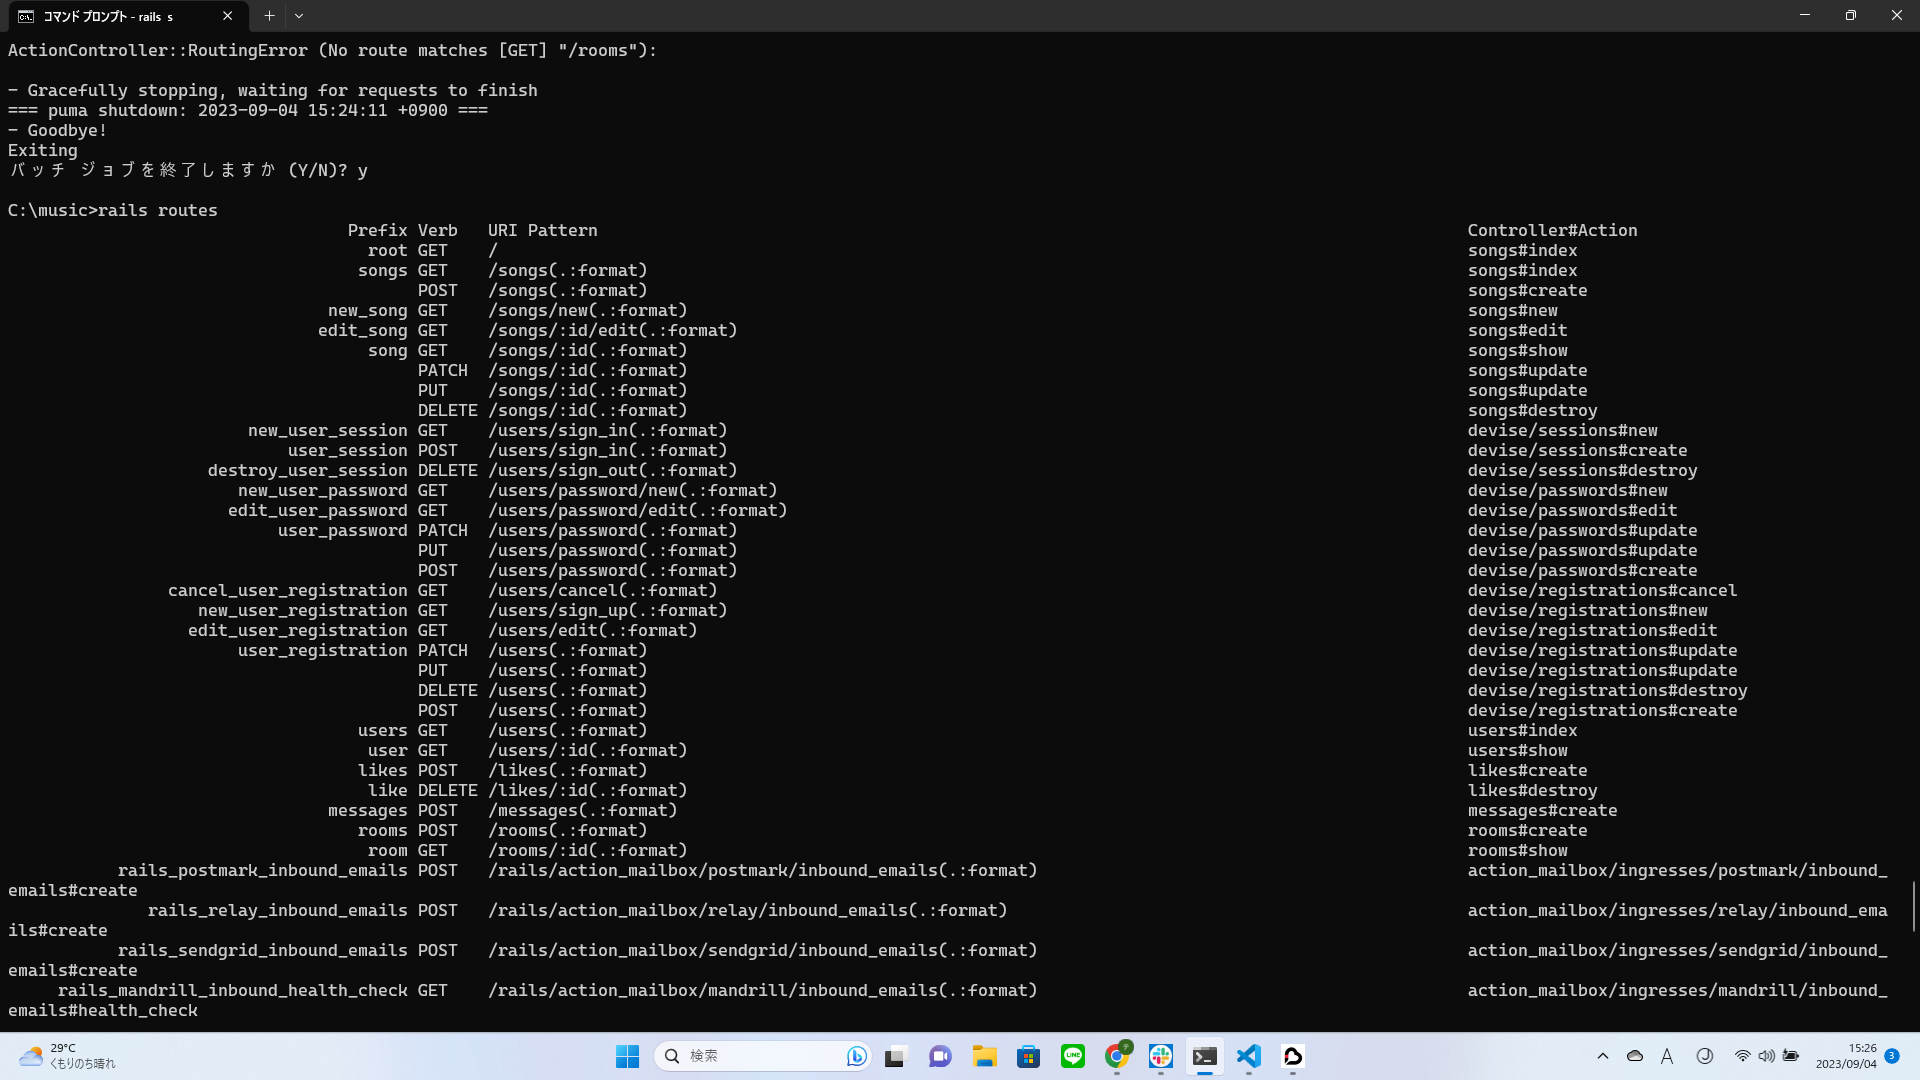 コマンド プロンプト - rails s
ActionController::RoutingError (No route matches [GET] "/rooms"):
- Gracefully stopping, waiting for requests to finish
=== puma shutdown: 2023-09-04 15:24:11 +0900 ===
- Goodbye!
Exiting
バッチ ジョブを終了しますか (Y/N)? y
C:\music>rails routes
Prefix Verb URI Pattern Controller#Action
root GET / songs#index
songs GET /songs(.:format) songs#index
POST /songs(.:format) songs#create
new_song GET /songs/new(.:format) songs#new
edit_song GET /songs/:id/edit(.:format) songs#edit
song GET /songs/:id(.:format) songs#show
PATCH /songs/:id(.:format) songs#update
PUT /songs/:id(.:format) songs#update
DELETE /songs/:id(.:format) songs#destroy
new_user_session GET /users/sign_in(.:format) devise/sessions#new
user_session POST /users/sign_in(.:format) devise/sessions#create
destroy_user_session DELETE /users/sign_out(.:format) devise/sessions#destroy
new_user_password GET /users/password/new(.:format) devise/passwords#new
edit_user_password GET /users/password/edit(.:format) devise/passwords#edit
user_password PATCH /users/password(.:format) devise/passwords#update
PUT /users/password(.:format) devise/passwords#update
POST /users/password(.:format) devise/passwords#create
cancel_user_registration GET /users/cancel(.:format) devise/registrations#cancel
new_user_registration GET /users/sign_up(.:format) devise/registrations#new
edit_user_registration GET /users/edit(.:format) devise/registrations#edit
user_registration PATCH /users(.:format) devise/registrations#update
PUT /users(.:format) devise/registrations#update
DELETE /users(.:format) devise/registrations#destroy
POST /users(.:format) devise/registrations#create
users GET /users(.:format) users#index
user GET /users/:id(.:format) users#show
likes POST /likes(.:format) likes#create
like DELETE /likes/:id(.:format) likes#destroy
messages POST /messages(.:format) messages#create
rooms POST /rooms(.:format) rooms#create
room GET /rooms/:id(.:format) rooms#show
rails_postmark_inbound_emails POST /rails/action_mailbox/postmark/inbound_emails(.:format) action_mailbox/ingresses/postmark/inbound_
emails#create
rails_relay_inbound_emails POST /rails/action_mailbox/relay/inbound_emails(.:format) action_mailbox/ingresses/relay/inbound_ema
ils#create
rails_sendgrid_inbound_emails POST /rails/action_mailbox/sendgrid/inbound_emails(.:format) action_mailbox/ingresses/sendgrid/inbound_
emails#create
rails_mandrill_inbound_health_check GET /rails/action_mailbox/mandrill/inbound_emails(.:format) action_mailbox/ingresses/mandrill/inbound_
emails#health_check
29°C
くもりのち晴れ
検索
LINE
テ
A
15:26
2023/09/04
3